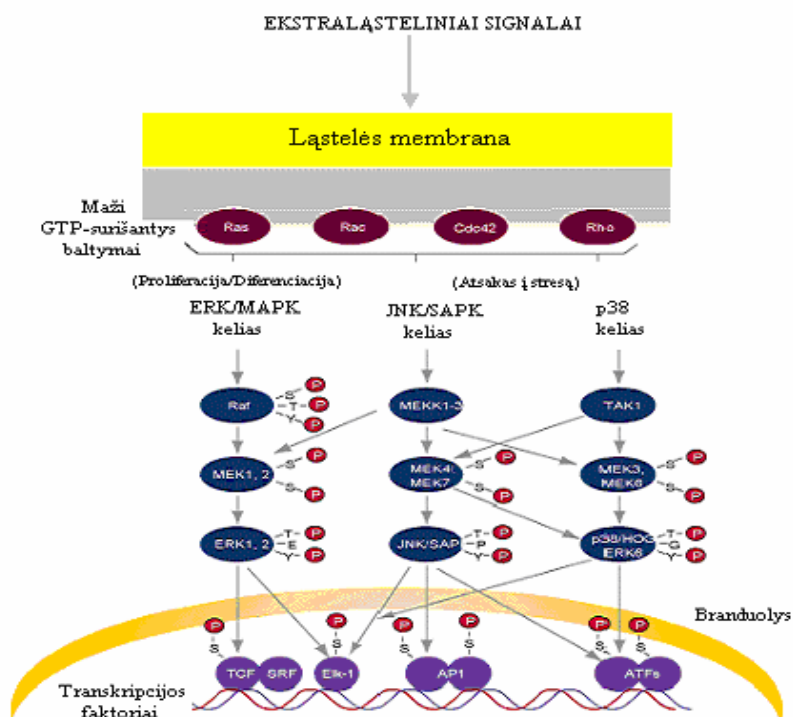 EKSTRALĄSTELINIAI SIGNALAI
Ląstelės membrana
Maži
GTP-surišantys
baltymai
Ras
Rac
Cdc42
Rho
(Proliferacija/Diferenciacija)
(Atsakas į stresą)
ERK/MAPK
kelias
JNK/SAPK
kelias
p38
kelias
Raf
S P
T P
Y P
MEKK1-3
TAK1
MEK1, 2
S P
S P
MEK4,
MEK7
S P
S P
MEK3,
MEK6
S P
S P
ERK1, 2
T P
E
Y P
JNK/SAP
T P
P
Y P
p38/HOG
ERK6
T P
G
Y P
Branduolys
P
S
P
S
P
S
P
S
P
S
P
S
TCF
SRF
Elk-1
AP1
ATFs
Transkripcijos
faktoriai